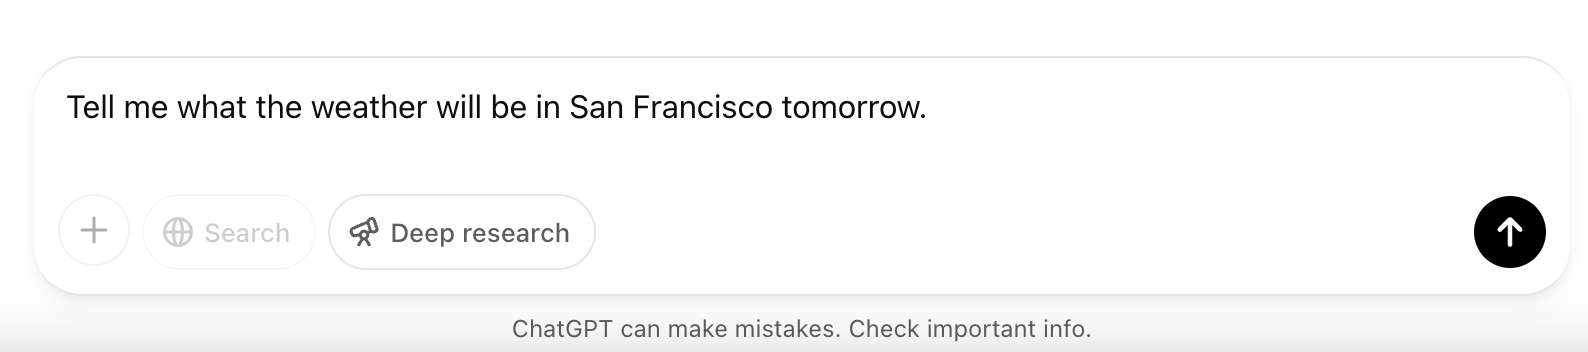 Tell me what the weather will be in San Francisco tomorrow.
Search
Deep research
ChatGPT can make mistakes. Check important info.